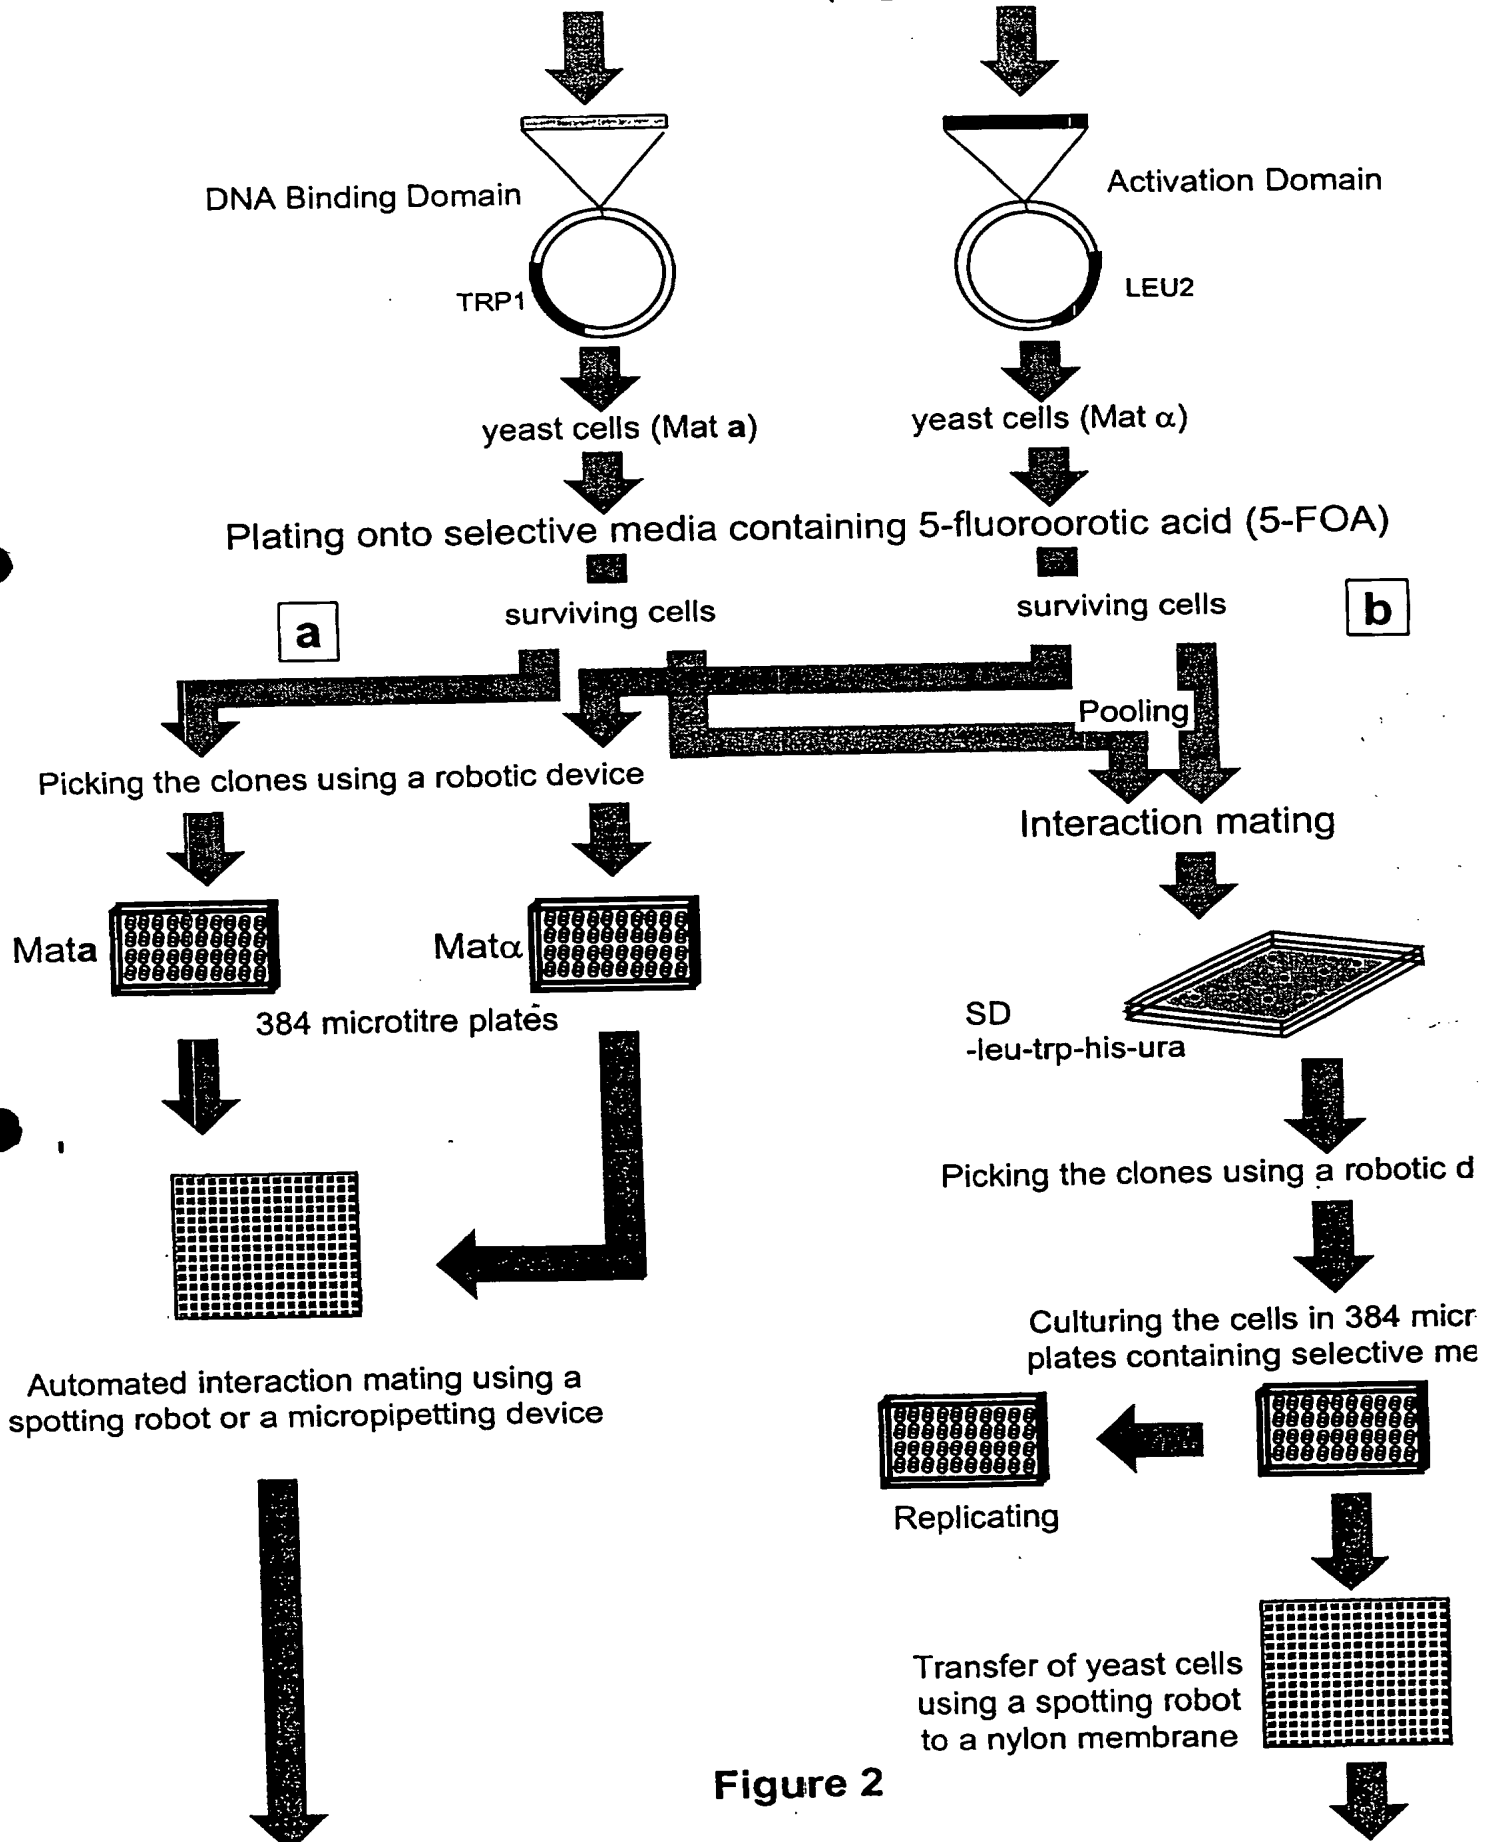 DNA Binding Domain
Activation Domain
TRP1
LEU2
yeast cells (Mat a)
yeast cells (Mat α)
Plating onto selective media containing 5-fluoroorotic acid (5-FOA)
surviving cells
surviving cells
a
b
Pooling
Picking the clones using a robotic device
Interaction mating
Mata
Matα
384 microtitre plates
SD
-leu-trp-his-ura
Picking the clones using a robotic d
Culturing the cells in 384 micr
plates containing selective me
Automated interaction mating using a
spotting robot or a micropipetting device
Replicating
Transfer of yeast cells
using a spotting robot
to a nylon membrane
Figure 2